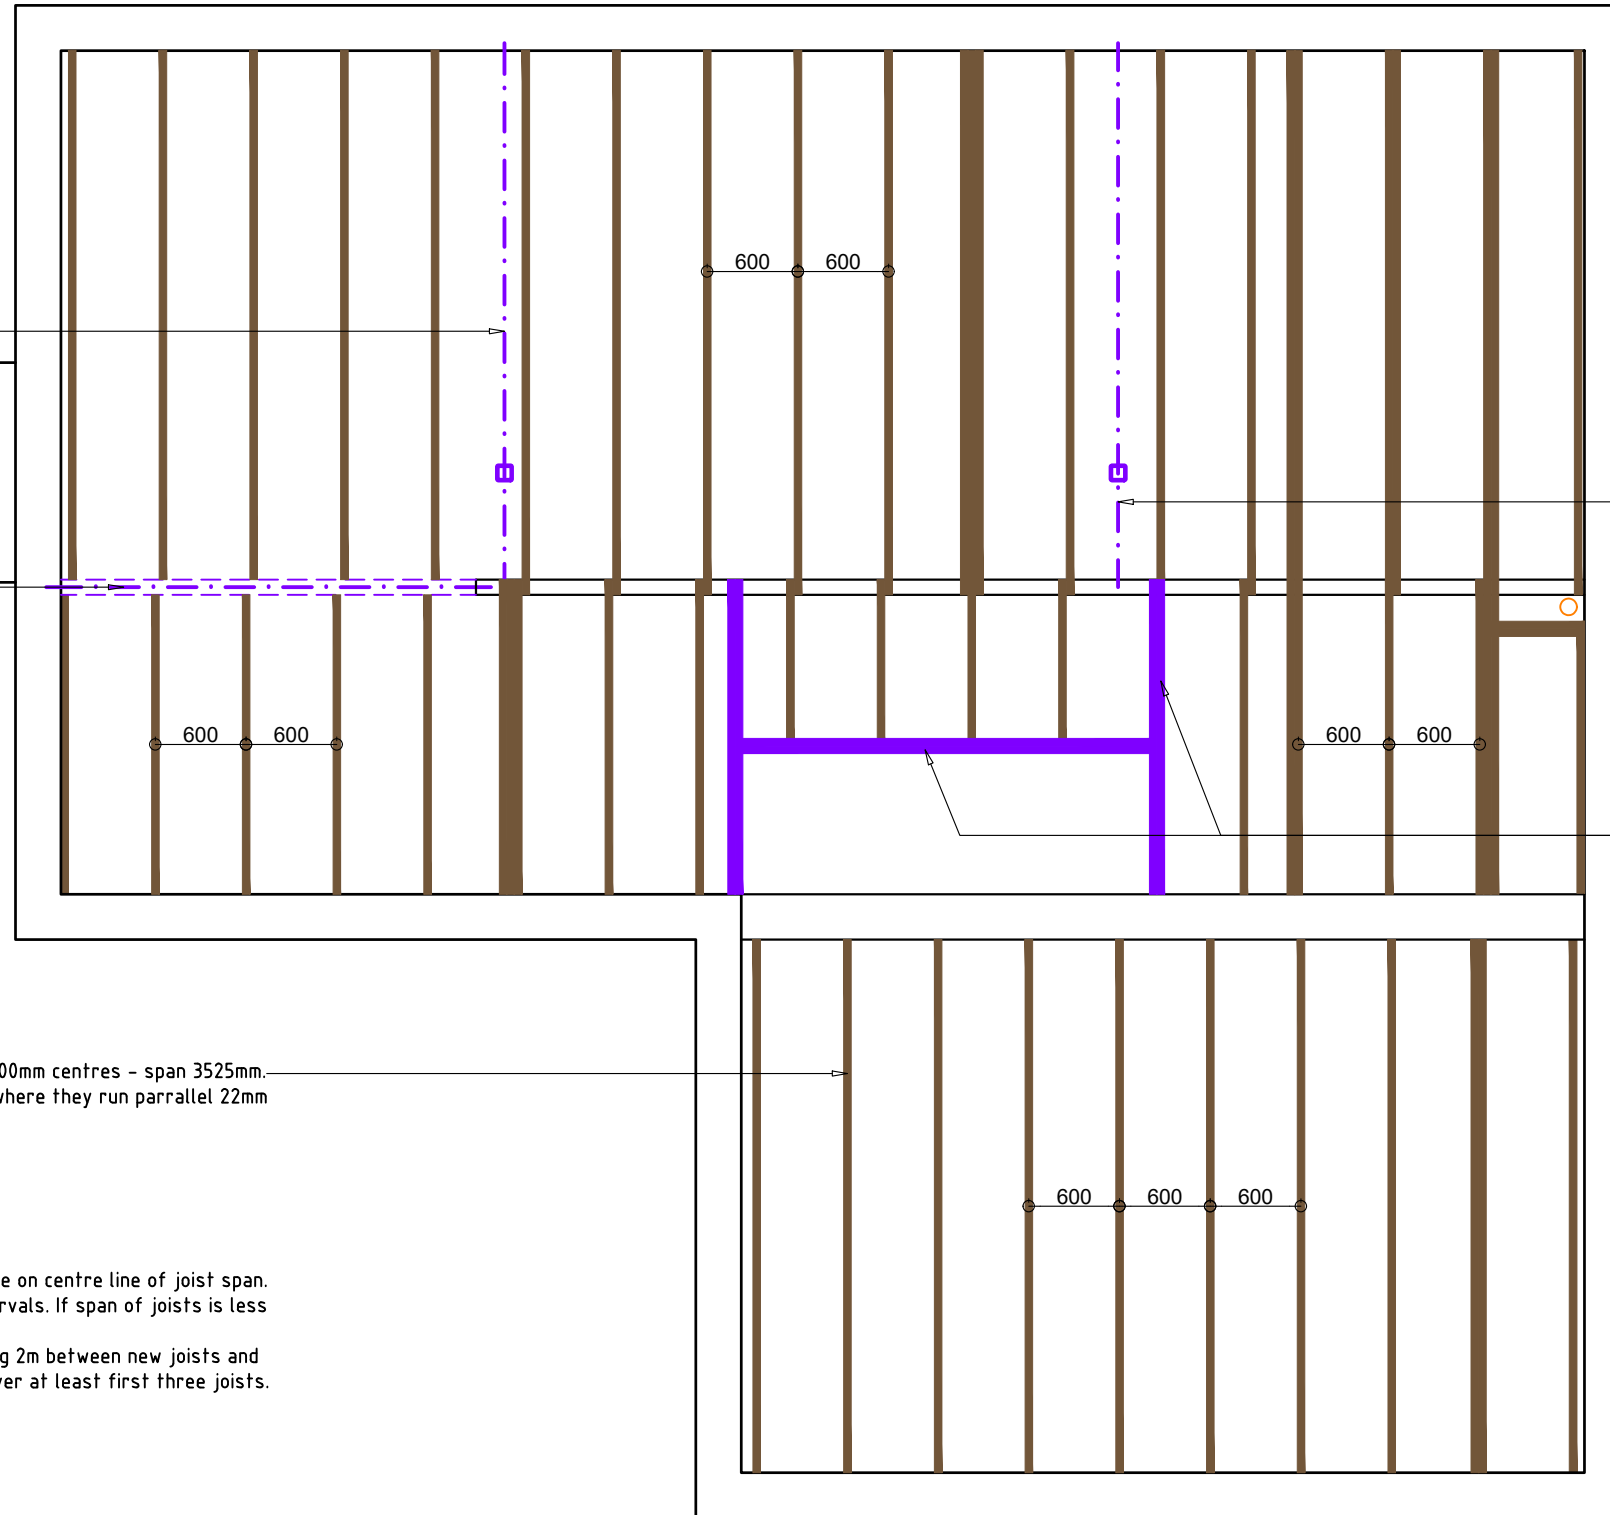 600 600
600 600
600 600
00mm centres - span 3525mm.
where they run parrallel 22mm
600 600 600
e on centre line of joist span.
rvals. If span of joists is less
g 2m between new joists and
ver at least first three joists.